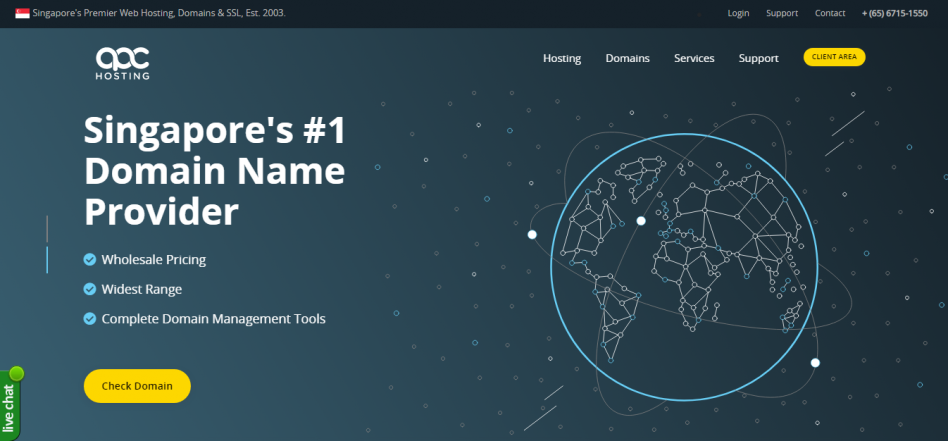 Singapore's Premier Web Hosting, Domains & SSL, Est. 2003.
Login Support Contact + (65) 6715-1550
apc
HOSTING
Hosting Domains Services Support CLIENT AREA
Singapore's #1
Domain Name
Provider
Wholesale Pricing
Widest Range
Complete Domain Management Tools
Check Domain
live chat